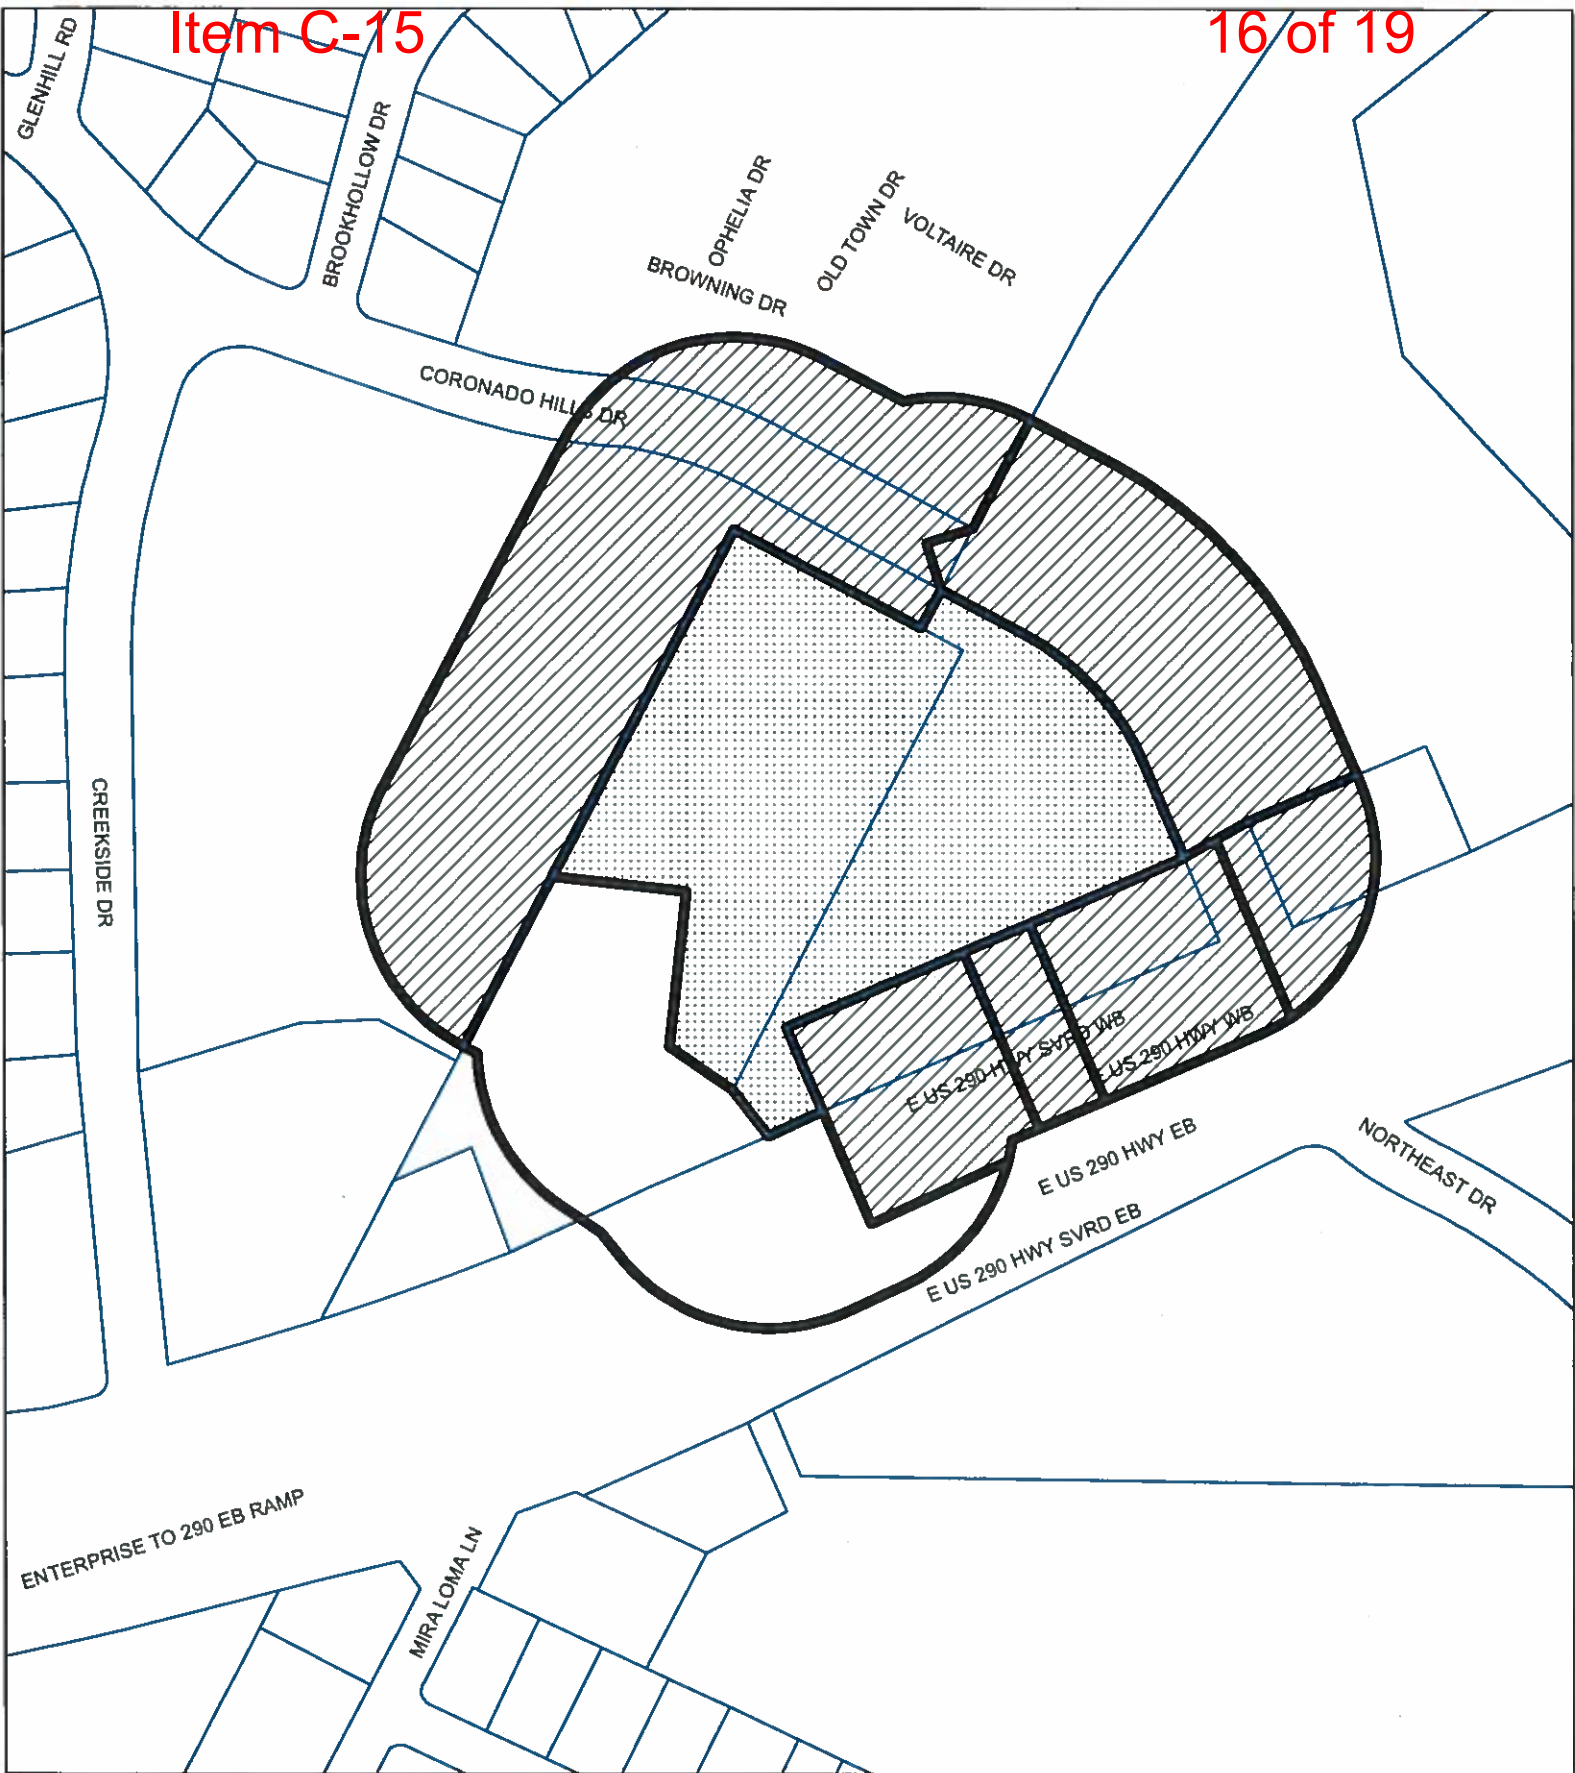 Item C-15
16 of 19
GLENHILL RD
BROOKHOLLOW DR
OPHELIA DR
OLD TOWN DR
VOLTAIRE DR
BROWNING DR
CORONADO HILLS DR
CREEKSIDE DR
E US 290 HWY SVRD WB
E US 290 HWY WB
E US 290 HWY EB
NORTHEAST DR
E US 290 HWY SVRD EB
ENTERPRISE TO 290 EB RAMP
MIRA LOMA LN